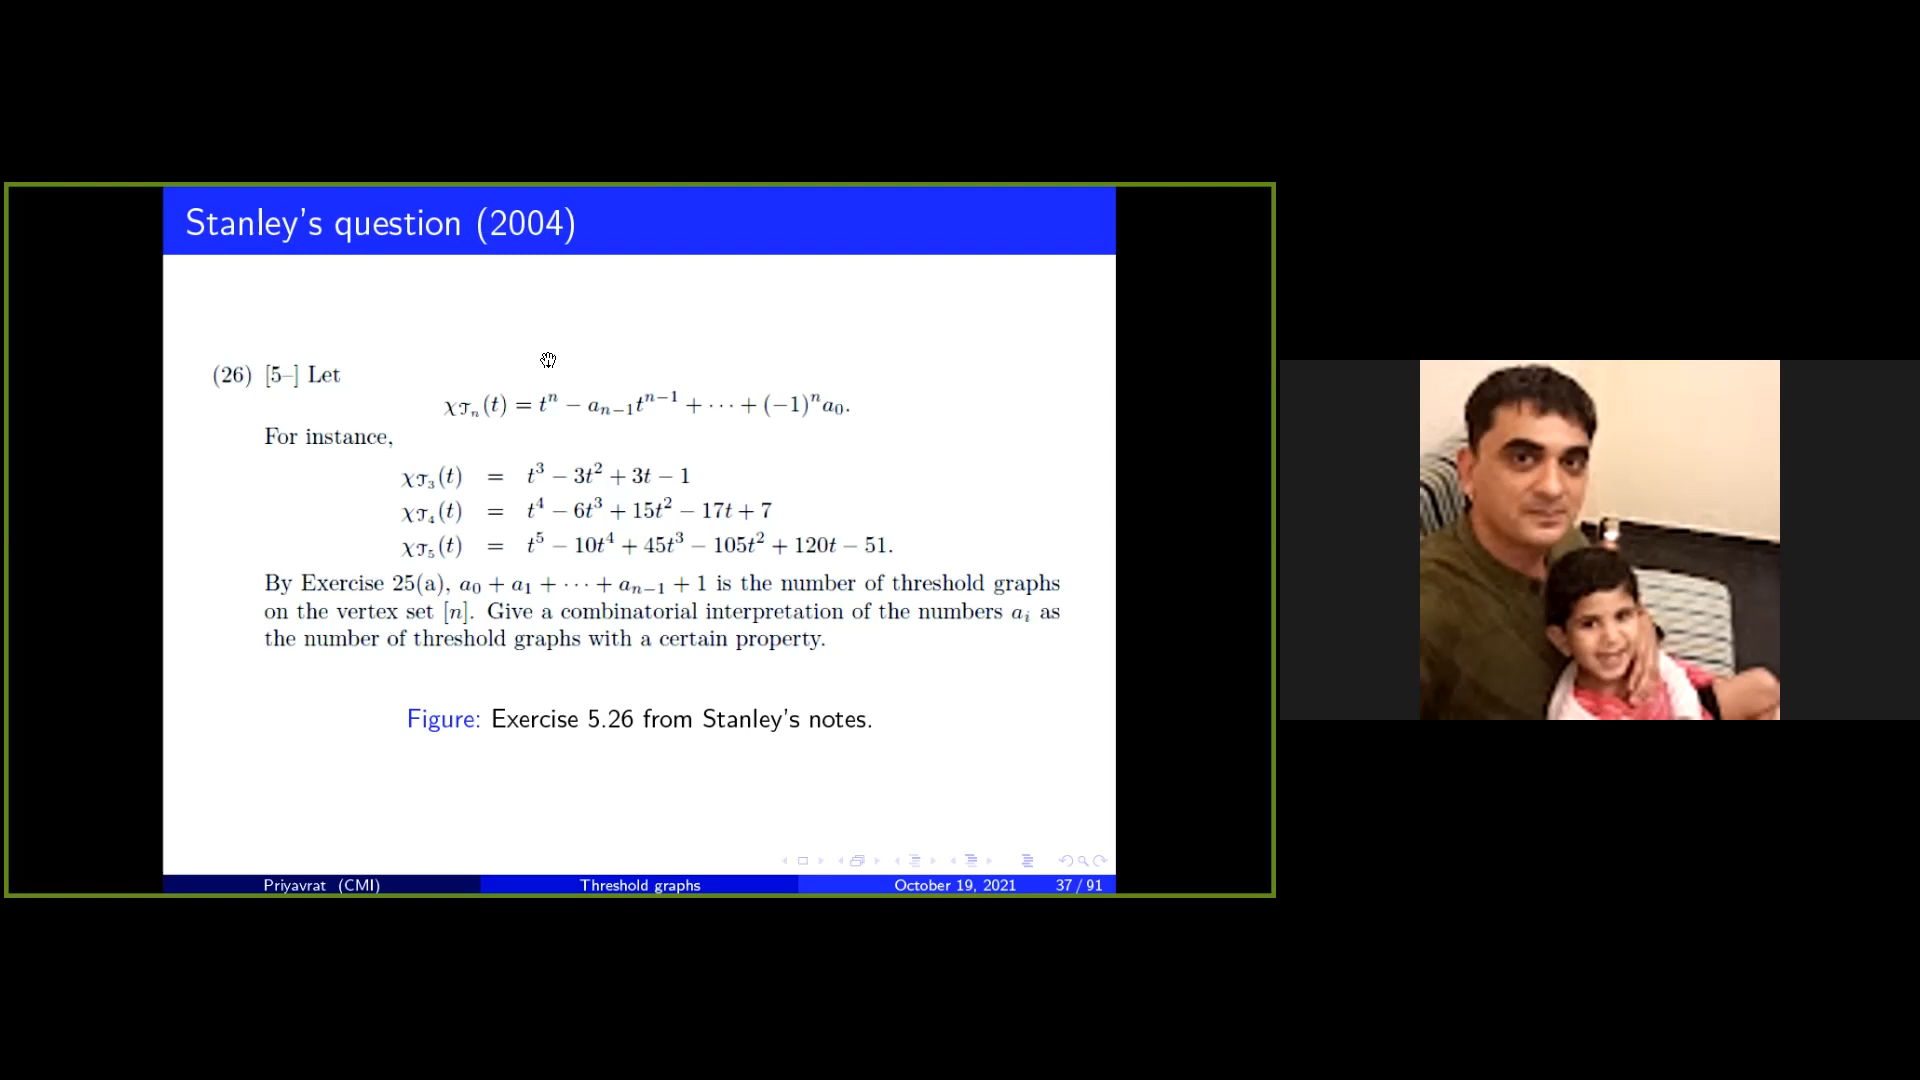 Stanley's question (2004)
(26) [5–] Let
χ𝒯ₙ(t) = tⁿ − aₙ₋₁tⁿ⁻¹ + ⋯ + (−1)ⁿa₀.
For instance,
χ𝒯₃(t) = t³ − 3t² + 3t − 1
χ𝒯₄(t) = t⁴ − 6t³ + 15t² − 17t + 7
χ𝒯₅(t) = t⁵ − 10t⁴ + 45t³ − 105t² + 120t − 51.
By Exercise 25(a), a₀ + a₁ + ⋯ + aₙ₋₁ + 1 is the number of threshold graphs
on the vertex set [n]. Give a combinatorial interpretation of the numbers aᵢ as
the number of threshold graphs with a certain property.
Figure: Exercise 5.26 from Stanley's notes.
Priyavrat (CMI) Threshold graphs October 19, 2021 37 / 91